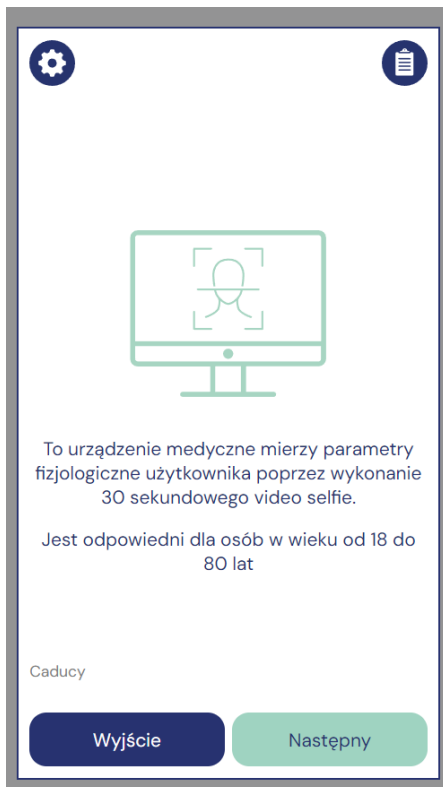 To urządzenie medyczne mierzy parametry
fizjologiczne użytkownika poprzez wykonanie
30 sekundowego video selfie.
Jest odpowiedni dla osób w wieku od 18 do
80 lat
Caducy
Wyjście
Następny